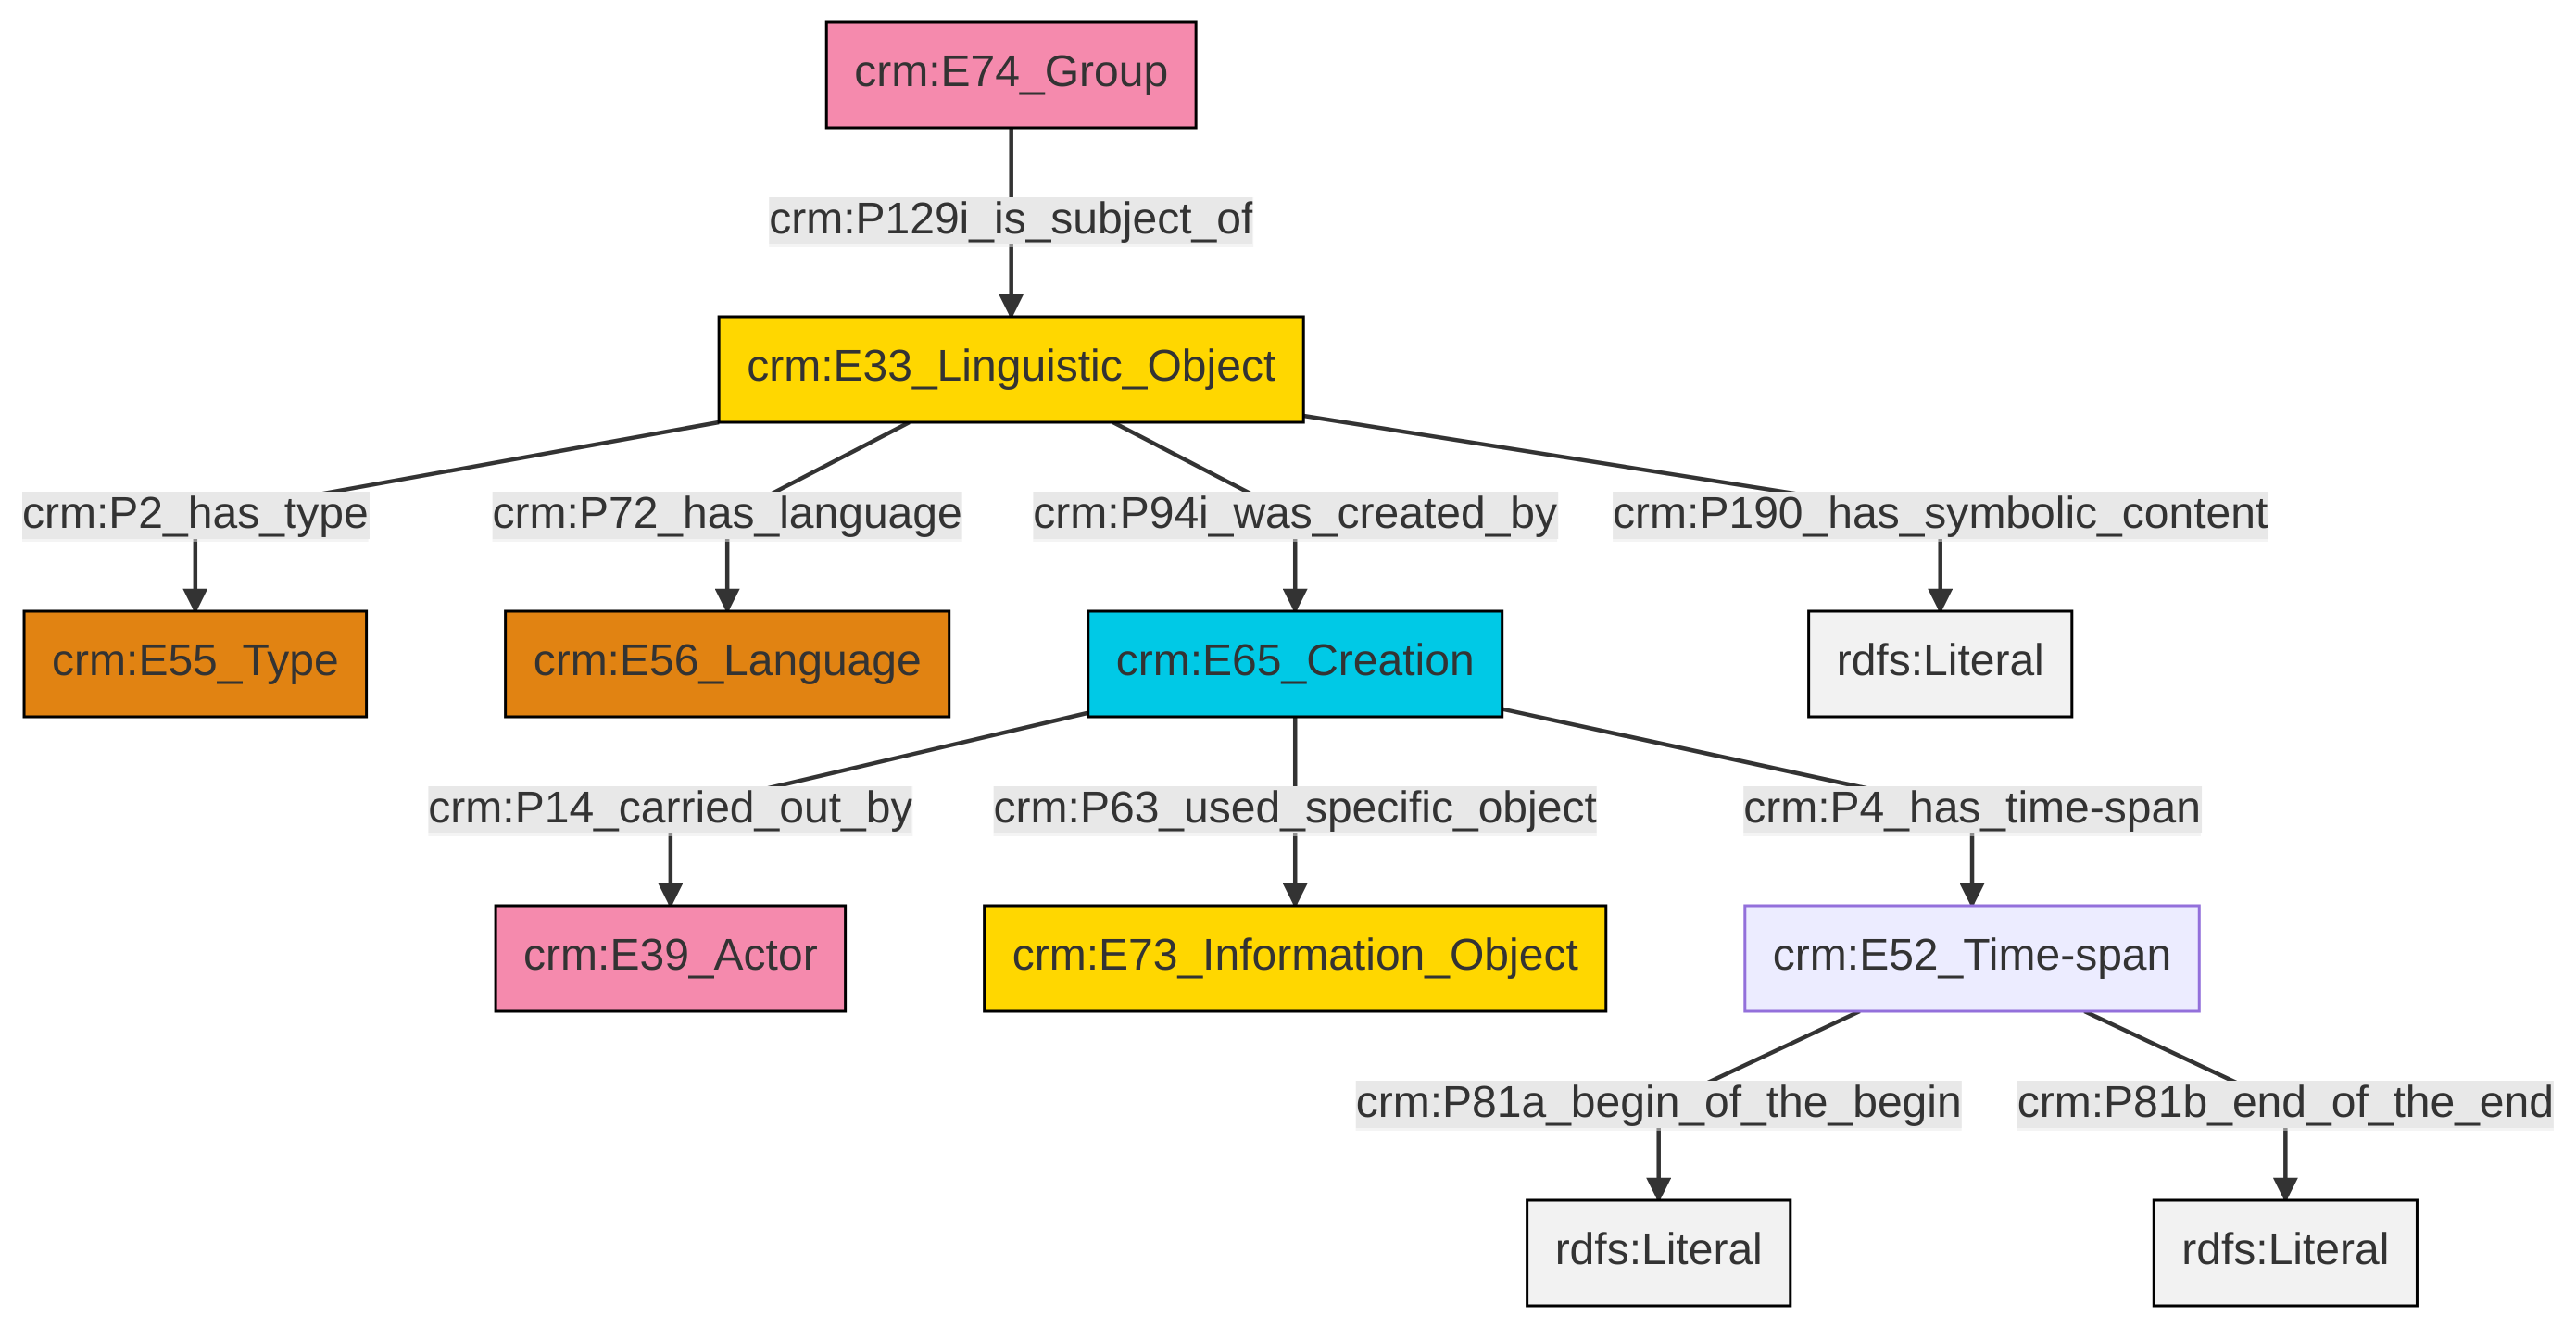 crm:E74_Group
crm:P129i_is_subject_of
crm:E33_Linguistic_Object
crm:P2_has_type
crm:P72_has_language
crm:P94i_was_created_by
crm:P190_has_symbolic_content
crm:E55_Type
crm:E56_Language
crm:E65_Creation
rdfs:Literal
crm:P14_carried_out_by
crm:P63_used_specific_object
crm:P4_has_time-span
crm:E39_Actor
crm:E73_Information_Object
crm:E52_Time-span
crm:P81a_begin_of_the_begin
crm:P81b_end_of_the_end
rdfs:Literal
rdfs:Literal